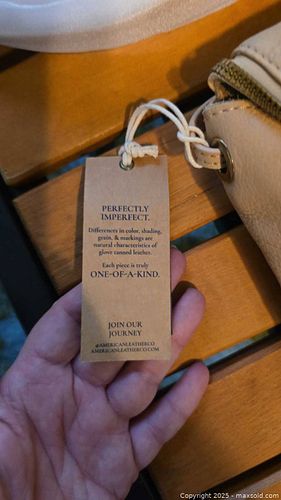 PERFECTLY
IMPERFECT.
Differences in color, shading,
grain, & markings are
natural characteristics of
glove tanned leather.
Each piece is truly
ONE-OF-A-KIND.
JOIN OUR
JOURNEY
@AMERICANLEATHERCO
AMERICANLEATHERCO.COM
Copyright 2025 - maxsold.com